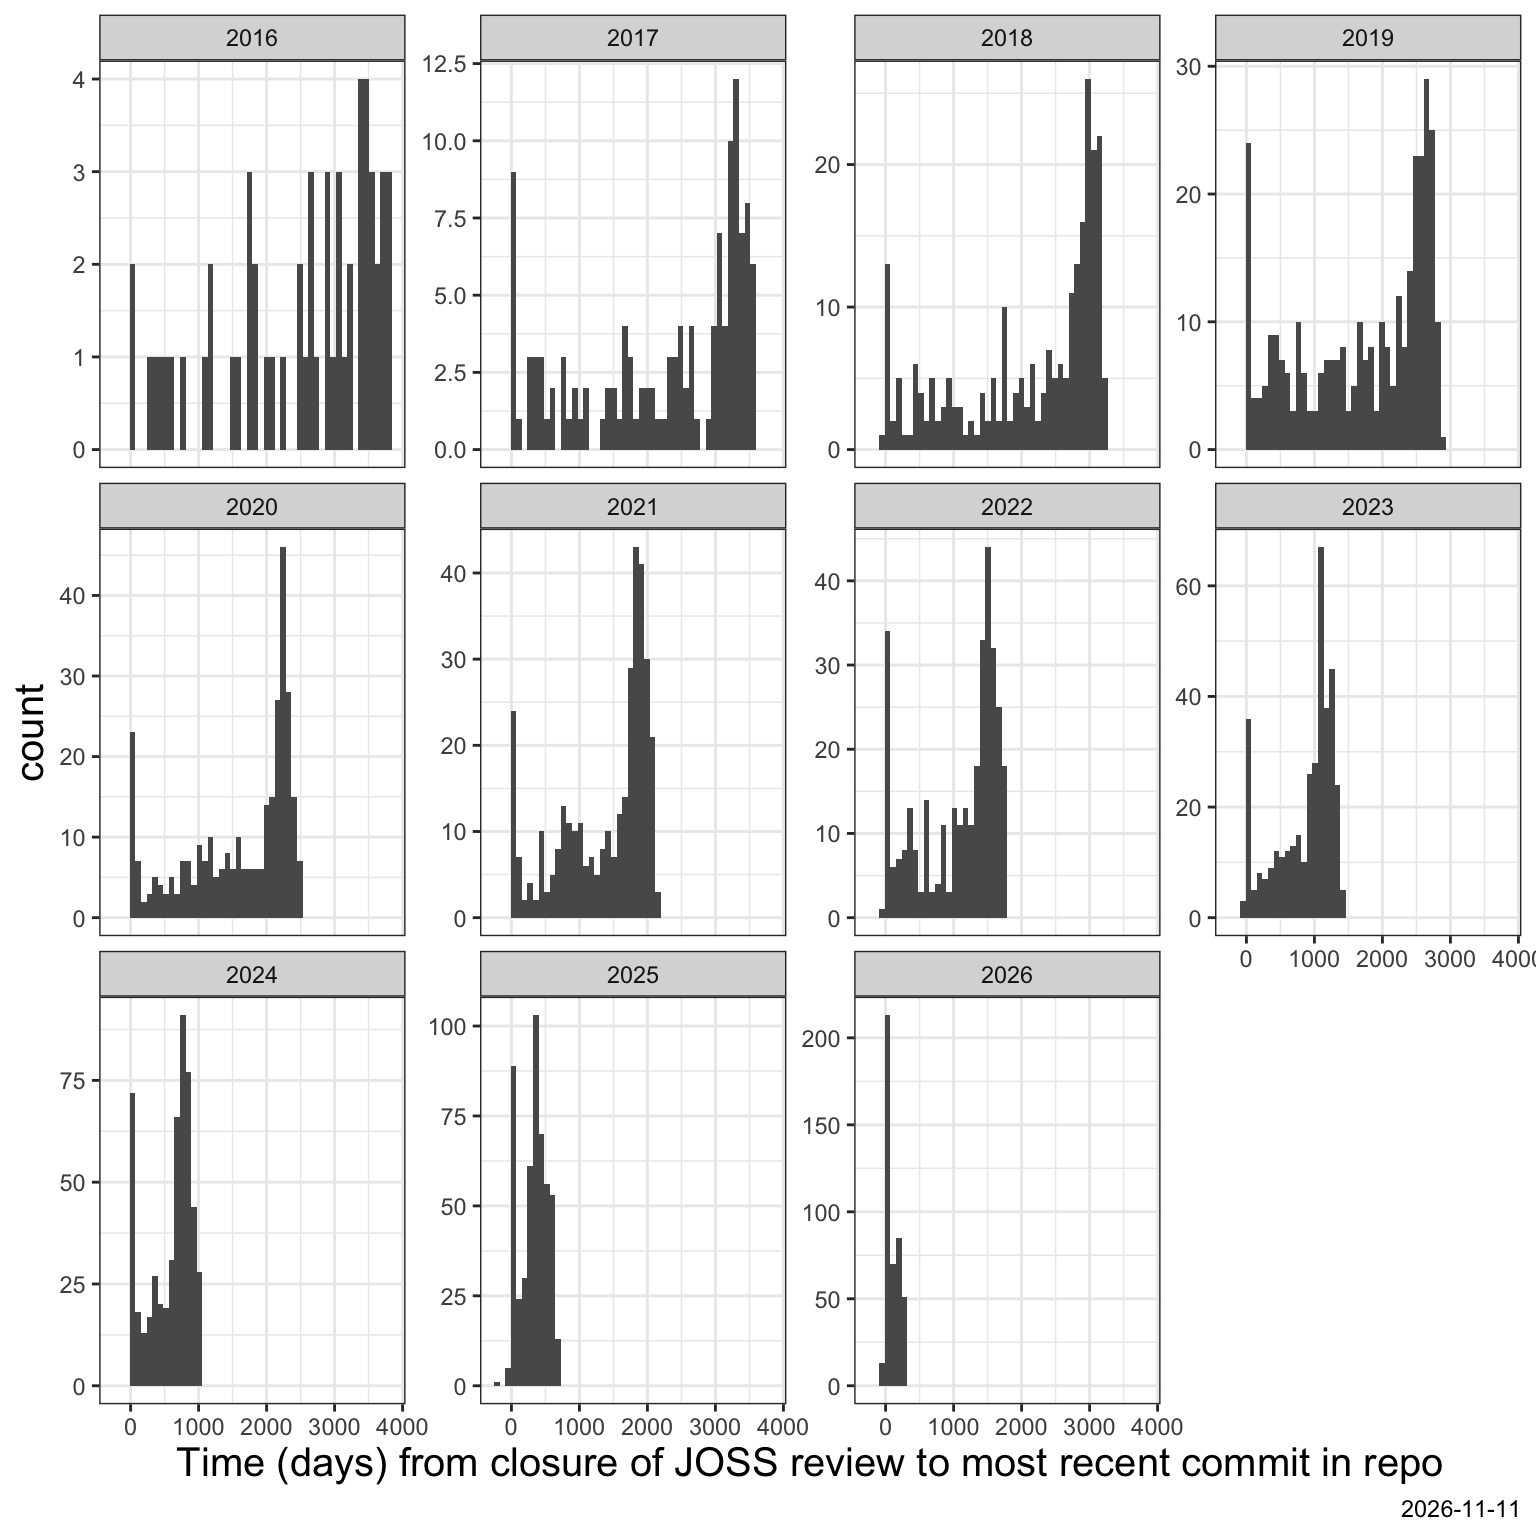 2016 2017 2018 2019
4 3 2 1 0
12.5 10.0 7.5 5.0 2.5 0.0
20 10 0
30 20 10 0
2020 2021 2022 2023
40 30 20 10 0
40 30 20 10 0
40 30 20 10 0
60 40 20 0
0 1000 2000 3000 4000
2024 2025 2026
75 50 25 0
100 75 50 25 0
200 150 100 50 0
0 1000 2000 3000 4000
0 1000 2000 3000 4000
0 1000 2000 3000 4000
count
Time (days) from closure of JOSS review to most recent commit in repo
2026-11-11